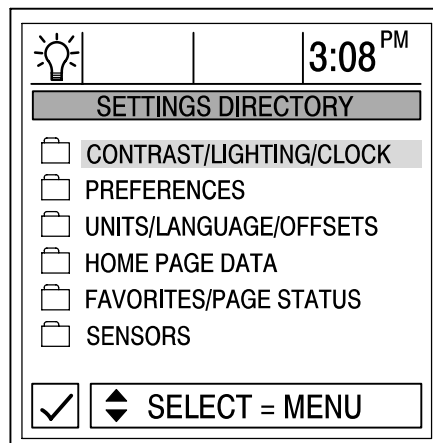 3:08 PM
SETTINGS DIRECTORY
CONTRAST/LIGHTING/CLOCK
PREFERENCES
UNITS/LANGUAGE/OFFSETS
HOME PAGE DATA
FAVORITES/PAGE STATUS
SENSORS
SELECT = MENU